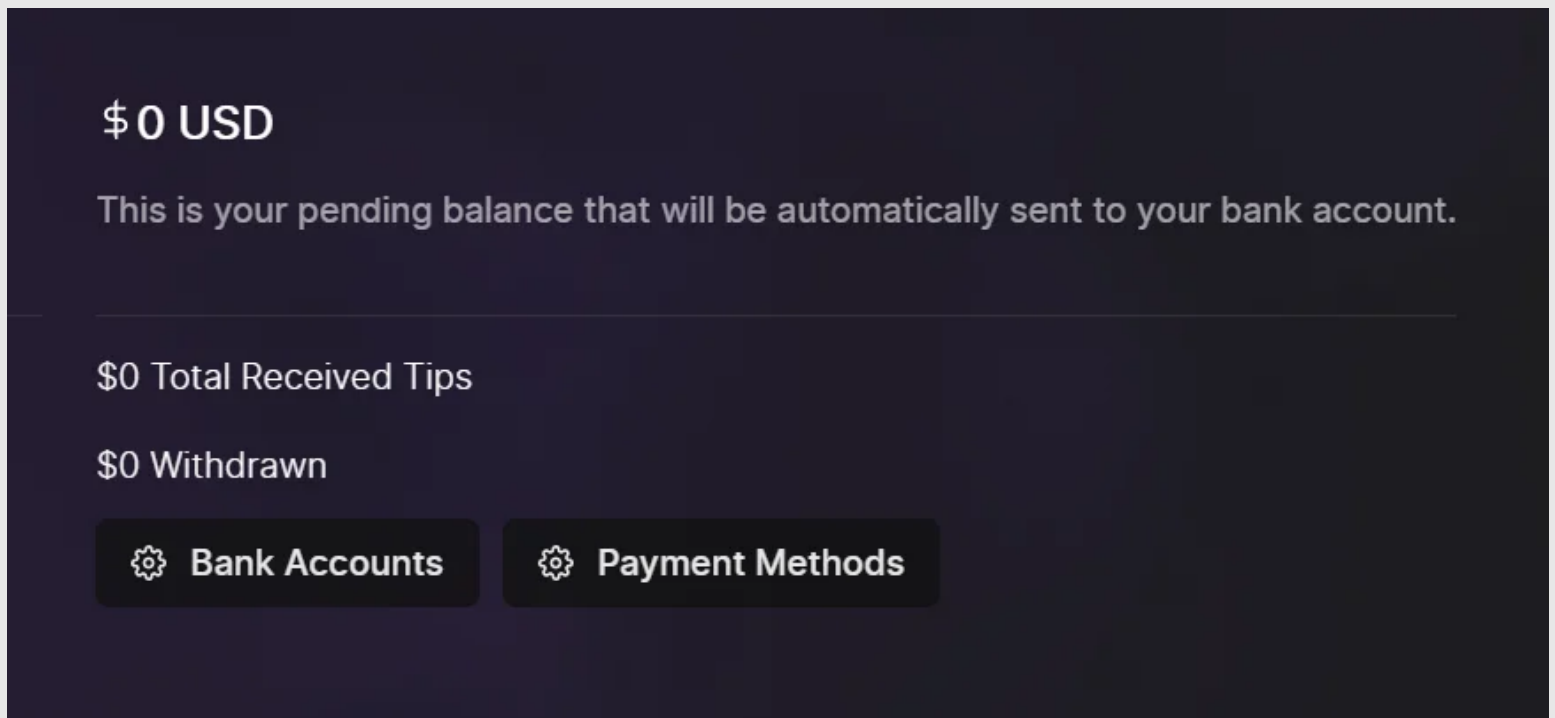 $0 USD
This is your pending balance that will be automatically sent to your bank account.
$0 Total Received Tips
$0 Withdrawn
Bank Accounts
Payment Methods